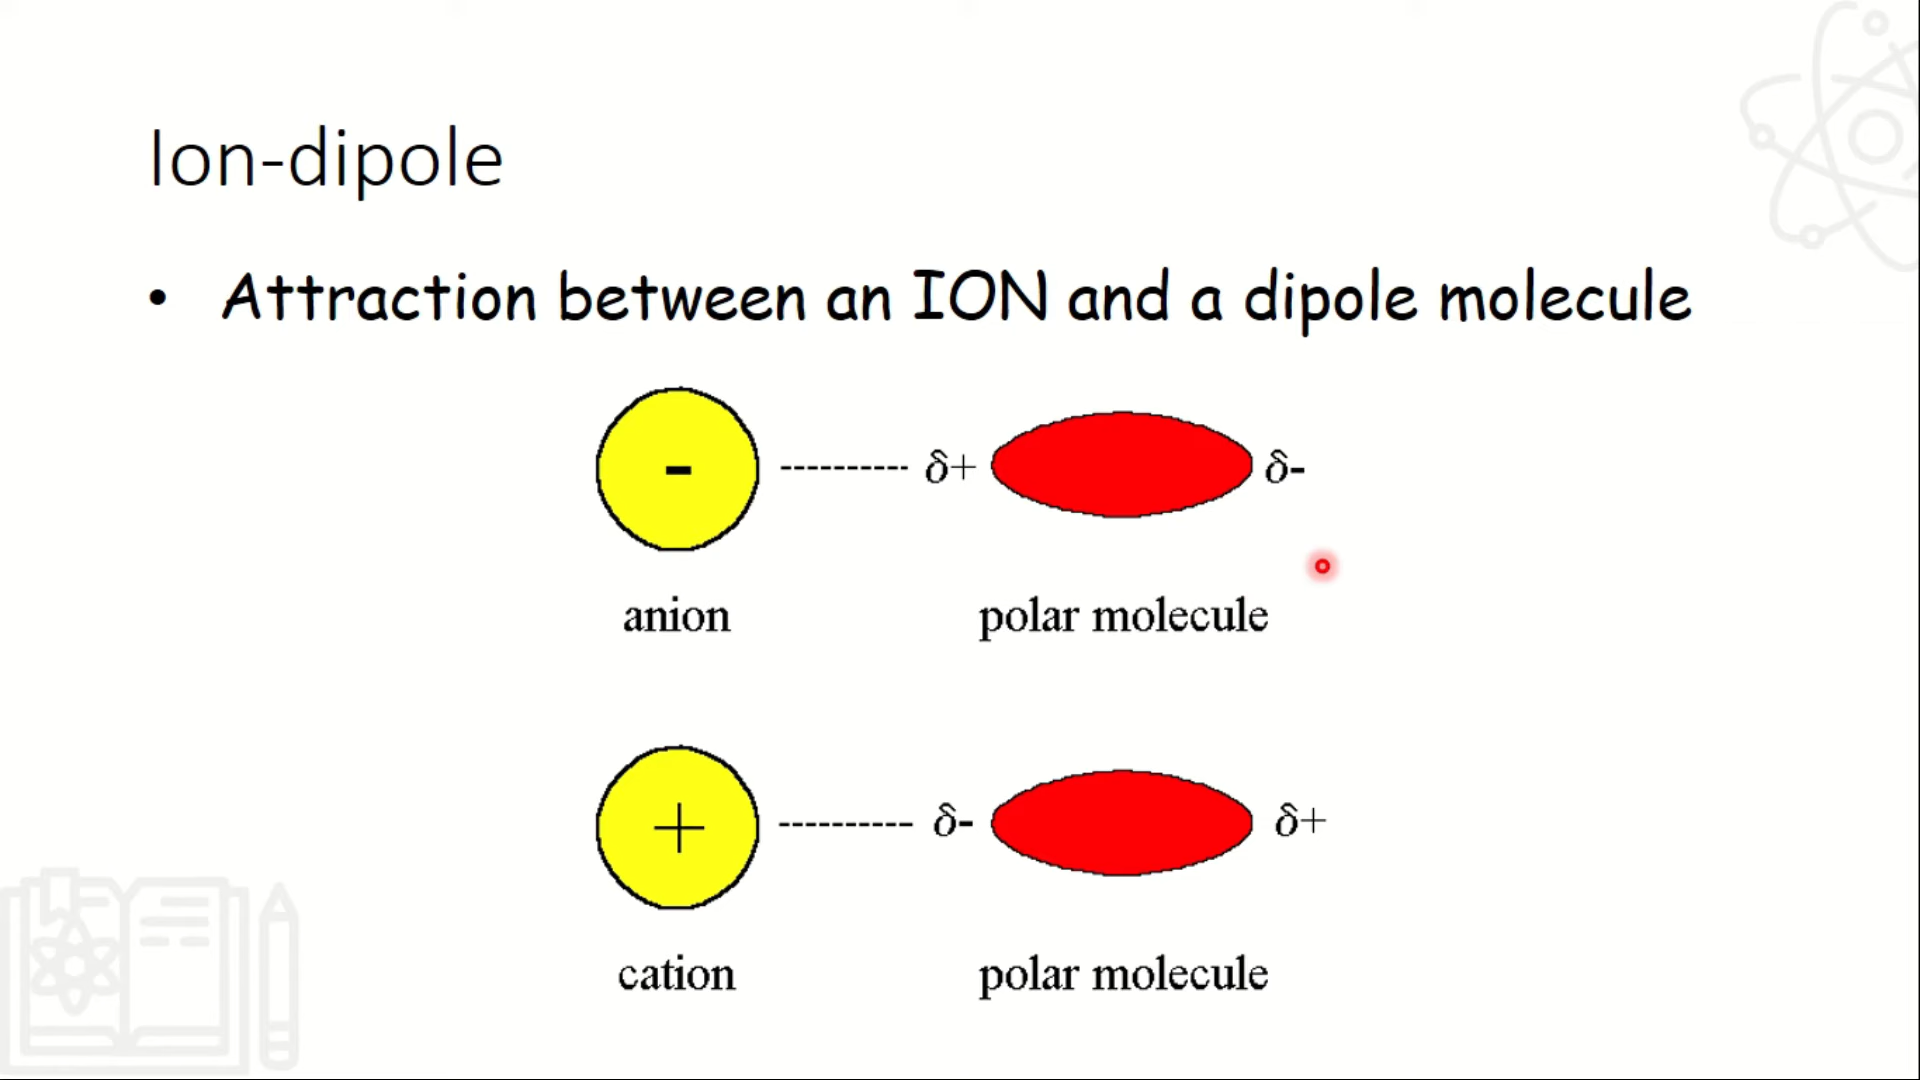 Ion-dipole
• Attraction between an ION and a dipole molecule
- ---------- δ+ δ-
anion polar molecule
+ ---------- δ- δ+
cation polar molecule